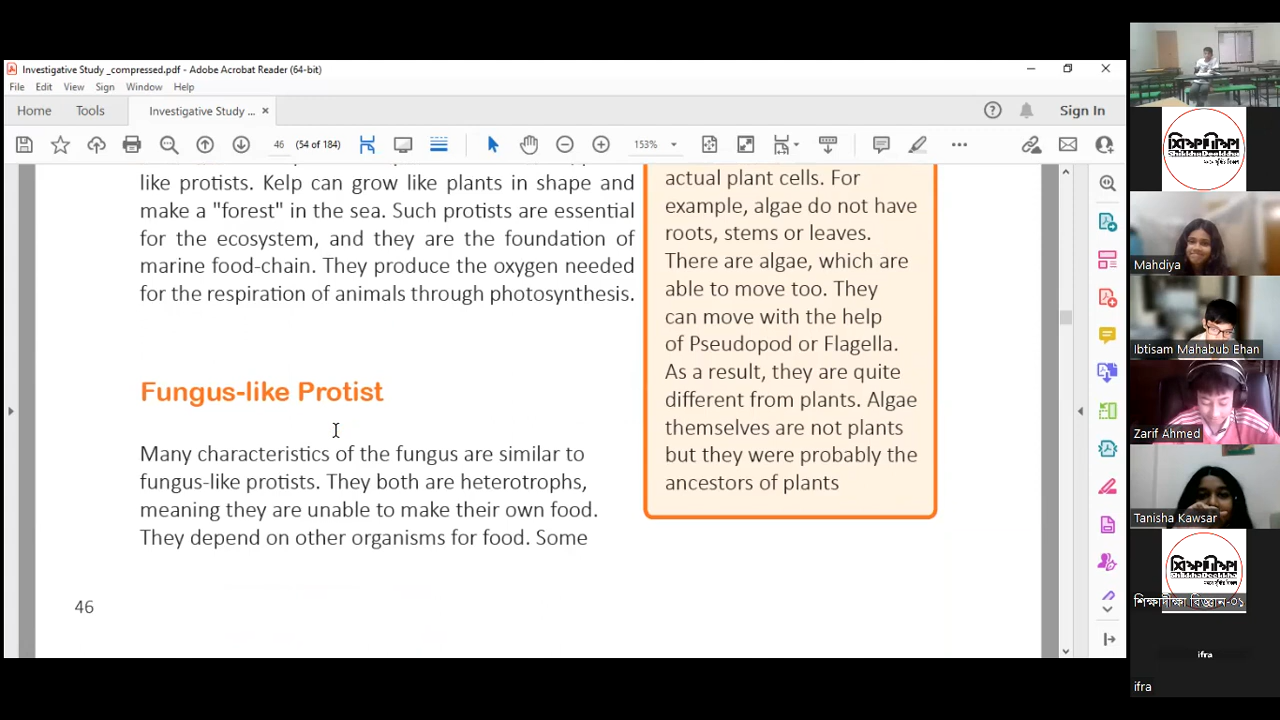 Investigative Study _compressed.pdf - Adobe Acrobat Reader (64-bit)
File Edit View Sign Window Help
Home Tools Investigative Study ... × Sign In
46 (54 of 184) 153%
like protists. Kelp can grow like plants in shape and
make a "forest" in the sea. Such protists are essential
for the ecosystem, and they are the foundation of
marine food-chain. They produce the oxygen needed
for the respiration of animals through photosynthesis.
Fungus-like Protist
Many characteristics of the fungus are similar to
fungus-like protists. They both are heterotrophs,
meaning they are unable to make their own food.
They depend on other organisms for food. Some
46
actual plant cells. For
example, algae do not have
roots, stems or leaves.
There are algae, which are
able to move too. They
can move with the help
of Pseudopod or Flagella.
As a result, they are quite
different from plants. Algae
themselves are not plants
but they were probably the
ancestors of plants
শিক্ষাদীক্ষা
ShikkhaDeekkha
Mahdiya
Ibtisam Mahabub Ehan
Zarif Ahmed
Tanisha Kawsar
শিক্ষাদীক্ষা
ShikkhaDeekkha
শিক্ষাদীক্ষা বিজ্ঞান-০১
ifra
ifra